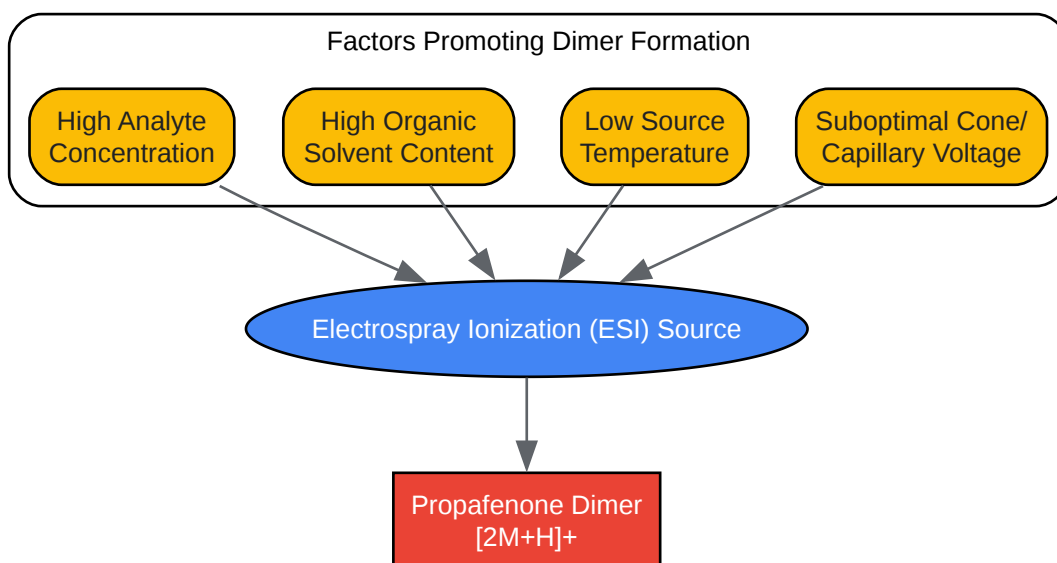 Factors Promoting Dimer Formation
High Analyte
Concentration
High Organic
Solvent Content
Low Source
Temperature
Suboptimal Cone/
Capillary Voltage
Electrospray Ionization (ESI) Source
Propafenone Dimer
[2M+H]+